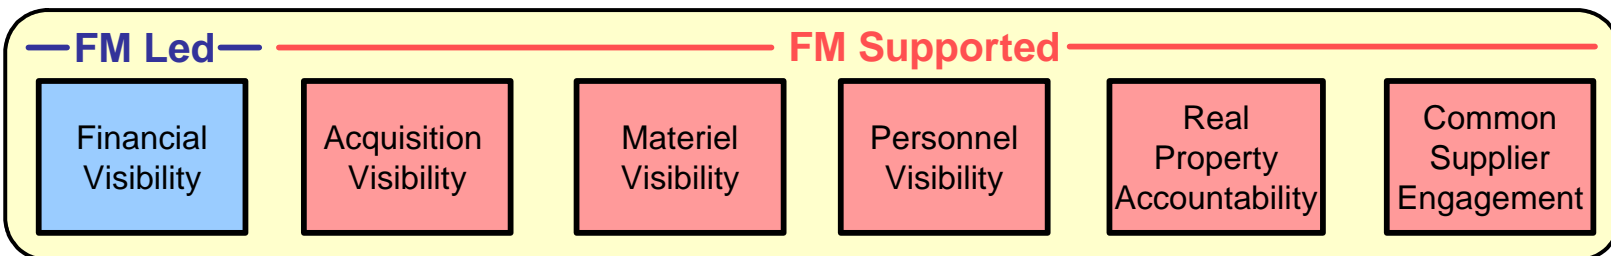 FM Led
FM Supported
Financial
Visibility
Acquisition
Visibility
Materiel
Visibility
Personnel
Visibility
Real
Property
Accountability
Common
Supplier
Engagement